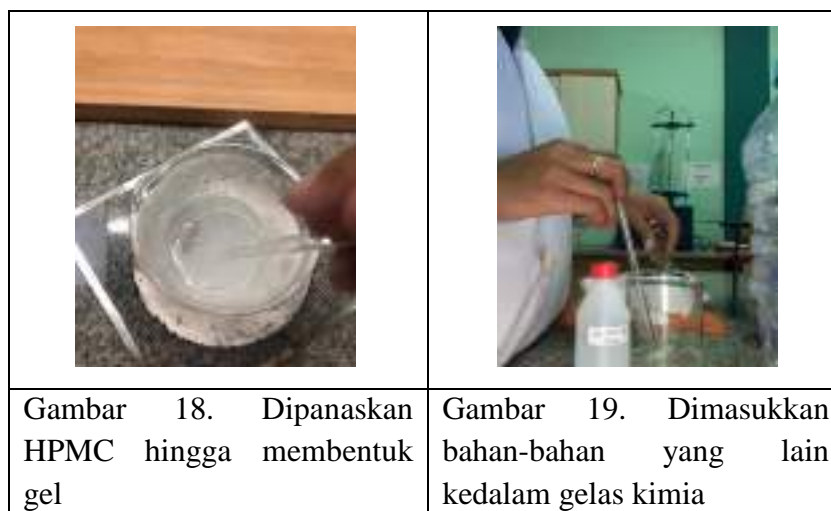 Gambar 18. Dipanaskan
HPMC hingga membentuk
gel
Gambar 19. Dimasukkan
bahan-bahan yang lain
kedalam gelas kimia